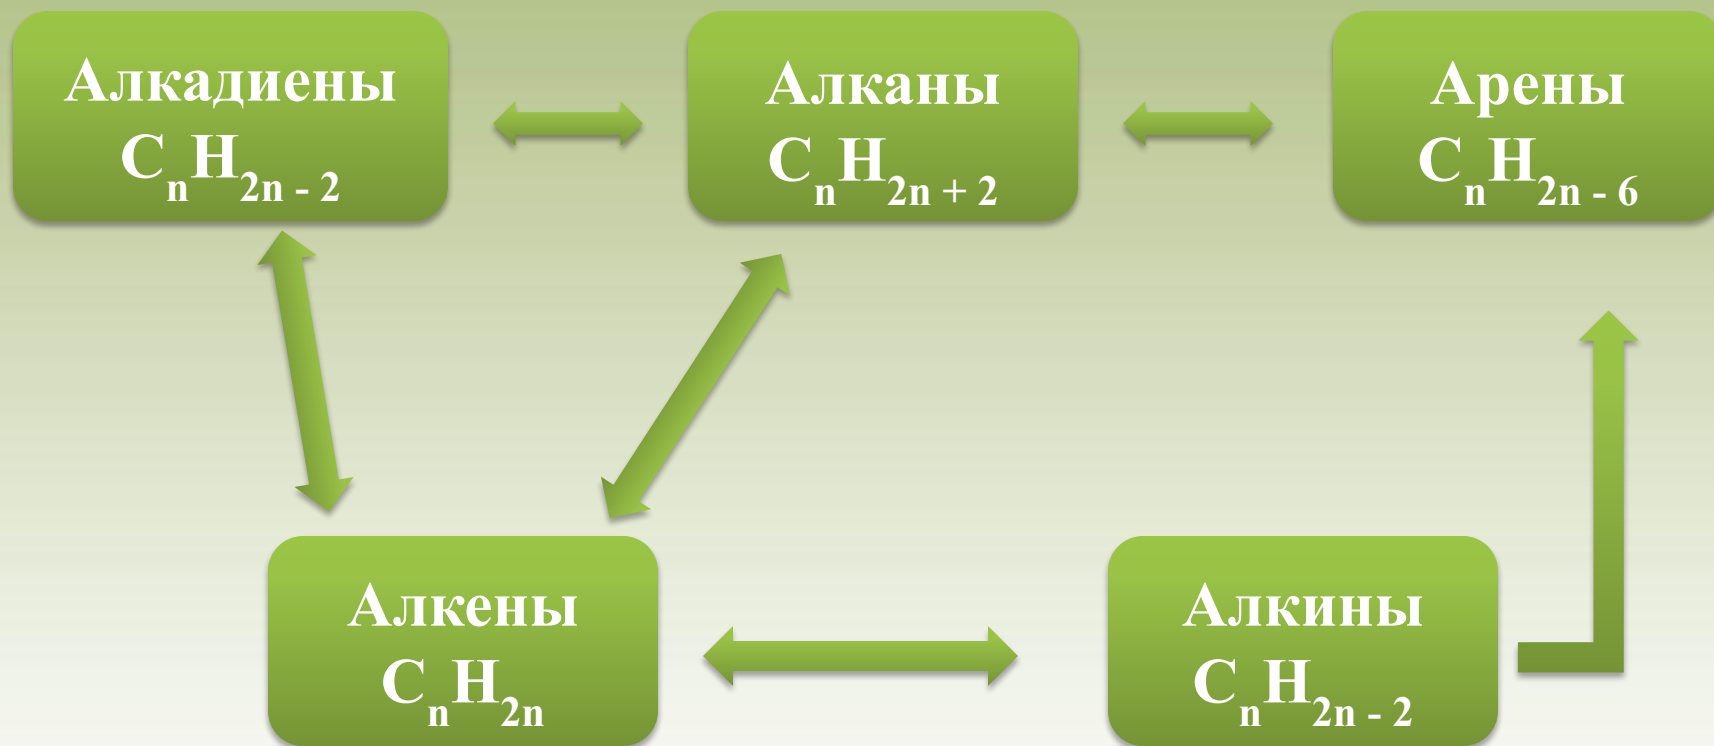 Алкадиены
CnH2n - 2
Алканы
CnH2n + 2
Арены
CnH2n - 6
Алкены
CnH2n
Алкины
CnH2n - 2